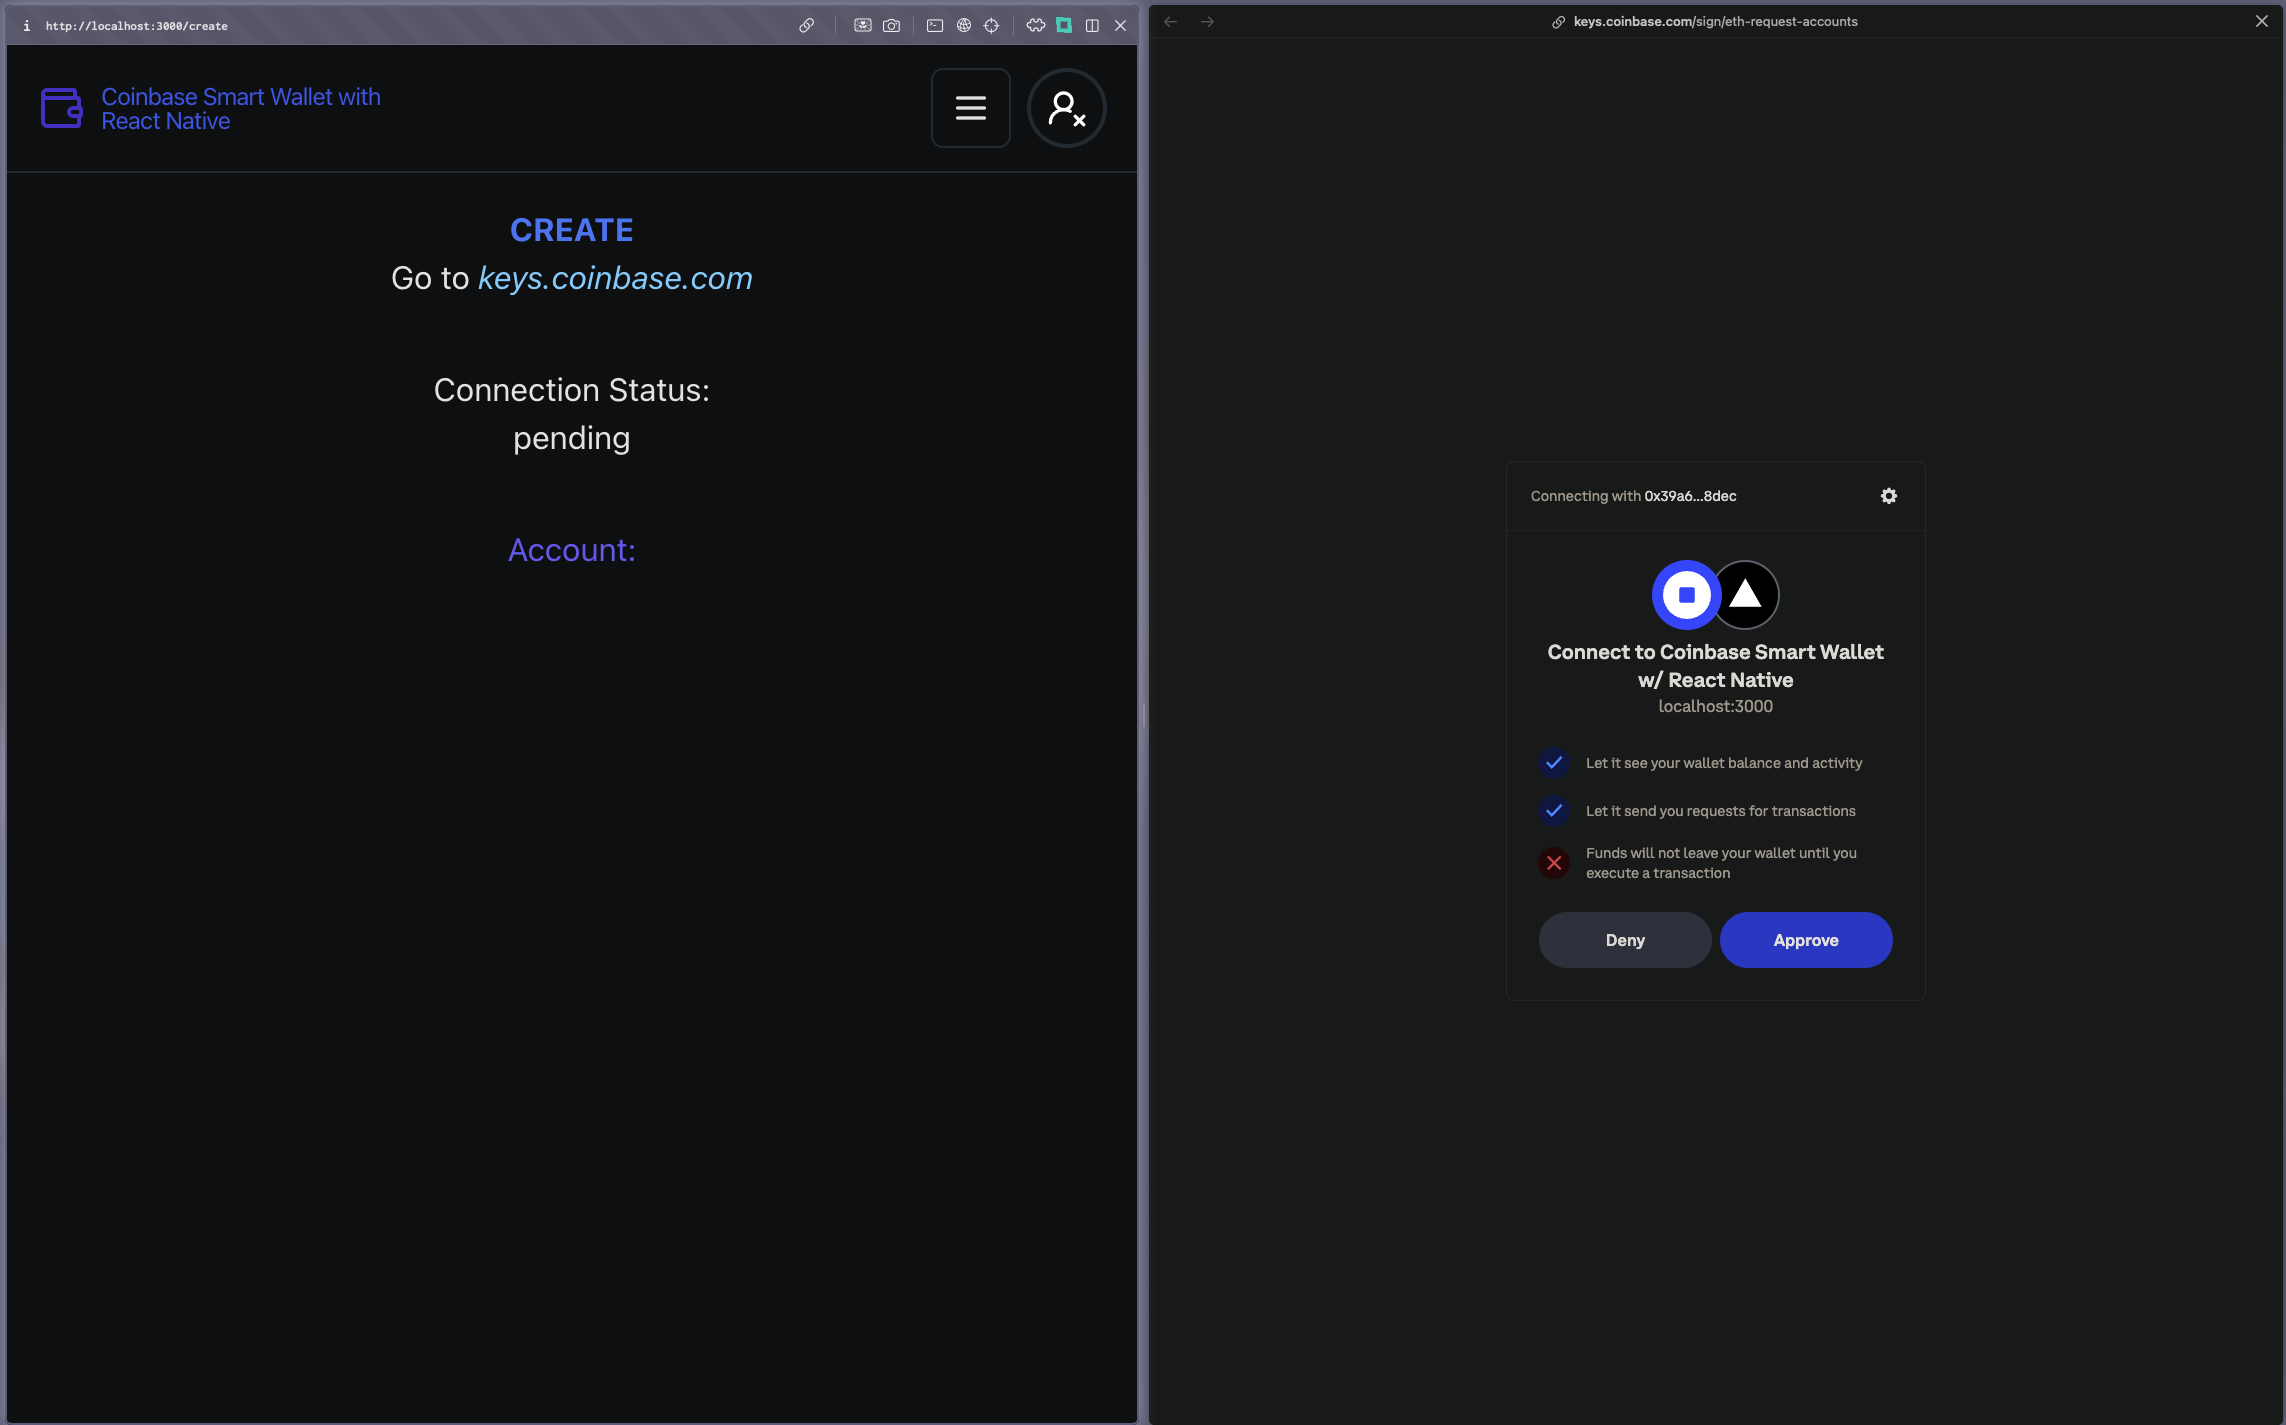 http://localhost:3000/create
Coinbase Smart Wallet with
React Native
CREATE
Go to keys.coinbase.com
Connection Status:
pending
Account:
keys.coinbase.com/sign/eth-request-accounts
Connecting with 0x39a6...8dec
Connect to Coinbase Smart Wallet
w/ React Native
localhost:3000
Let it see your wallet balance and activity
Let it send you requests for transactions
Funds will not leave your wallet until you
execute a transaction
Deny
Approve